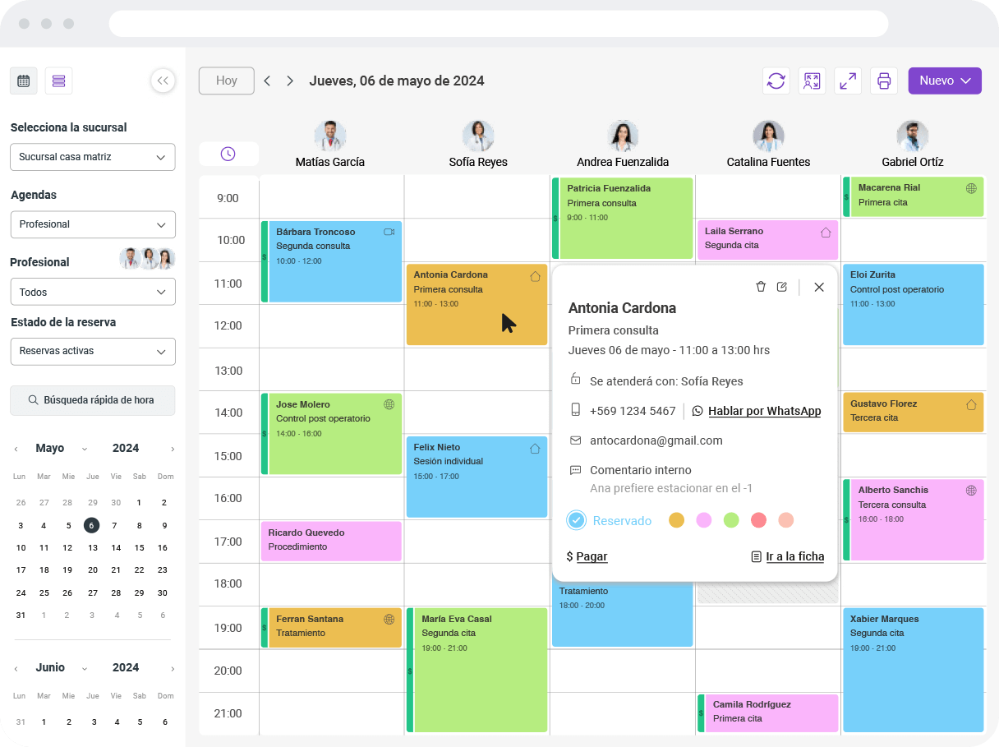 Hoy
Jueves, 06 de mayo de 2024
Nuevo
Selecciona la sucursal
Sucursal casa matriz
Agendas
Profesional
Profesional
Todos
Estado de la reserva
Reservas activas
Búsqueda rápida de hora
Mayo 2024
Lun Mar Mie Jue Vie Sab Dom
26 27 28 29 30 1 2
3 4 5 6 7 8 9
10 11 12 13 14 15 16
17 18 19 20 21 22 23
24 25 26 27 28 29 30
31 1 2 3 4 5 6
Junio 2024
Lun Mar Mie Jue Vie Sab Dom
31 1 2 3 4 5 6
Matías García
Sofía Reyes
Andrea Fuenzalida
Catalina Fuentes
Gabriel Ortíz
9:00
10:00
11:00
12:00
13:00
14:00
15:00
16:00
17:00
18:00
19:00
20:00
21:00
$
Bárbara Troncoso
Segunda consulta
10:00 - 12:00
$
Jose Molero
Control post operatorio
14:00 - 16:00
Ricardo Quevedo
Procedimiento
$
Ferran Santana
Tratamiento
Antonia Cardona
Primera consulta
11:00 - 13:00
Felix Nieto
Sesión individual
15:00 - 17:00
$
María Eva Casal
Segunda cita
19:00 - 21:00
$
Patricia Fuenzalida
Primera consulta
9:00 - 11:00
Tratamiento
18:00 - 20:00
Laila Serrano
Segunda cita
$
Camila Rodríguez
Primera cita
$
Macarena Rial
Primera cita
Eloi Zurita
Control post operatorio
11:00 - 13:00
Gustavo Florez
Tercera cita
$
Alberto Sanchis
Tercera consulta
16:00 - 18:00
Xabier Marques
Segunda cita
19:00 - 21:00
Antonia Cardona
Primera consulta
Jueves 06 de mayo - 11:00 a 13:00 hrs
Se atenderá con: Sofía Reyes
+569 1234 5467 Hablar por WhatsApp
antocardona@gmail.com
Comentario interno
Ana prefiere estacionar en el -1
Reservado
$ Pagar
Ir a la ficha